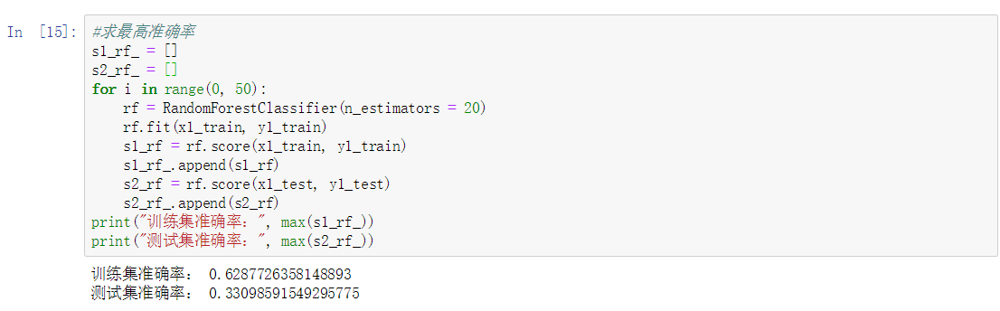 In [15]:
#求最高准确率
s1_rf_ = []
s2_rf_ = []
for i in range(0, 50):
    rf = RandomForestClassifier(n_estimators = 20)
    rf.fit(x1_train, y1_train)
    s1_rf = rf.score(x1_train, y1_train)
    s1_rf_.append(s1_rf)
    s2_rf = rf.score(x1_test, y1_test)
    s2_rf_.append(s2_rf)
print("训练集准确率：", max(s1_rf_))
print("测试集准确率：", max(s2_rf_))
训练集准确率： 0.6287726358148893
测试集准确率： 0.33098591549295775